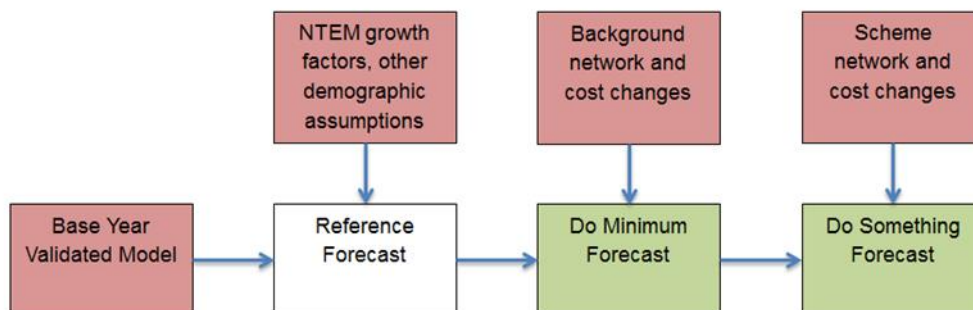 NTEM growth
factors, other
demographic
assumptions
Background
network and
cost changes
Scheme
network and
cost changes
Base Year
Validated Model
Reference
Forecast
Do Minimum
Forecast
Do Something
Forecast